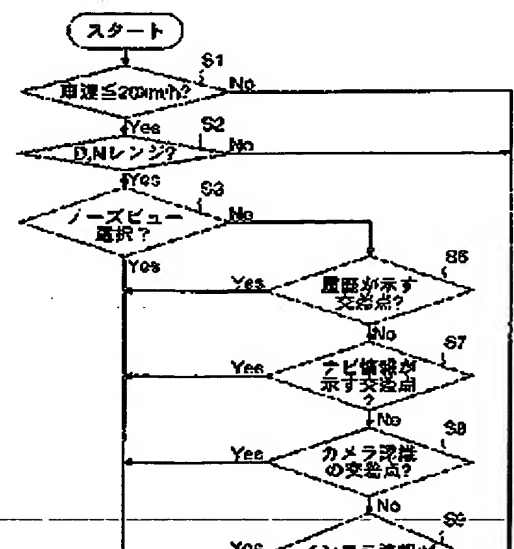 スタート
S1
車速≦20km/h?
No
Yes
S2
D,Nレンジ?
No
Yes
S3
ノーズビュー
選択?
No
Yes
S6
履歴が示す
交差点?
Yes
No
S7
ナビ情報が
示す交差点
?
Yes
No
S8
カメラ認識
の交差点?
Yes
No
S9
Yes